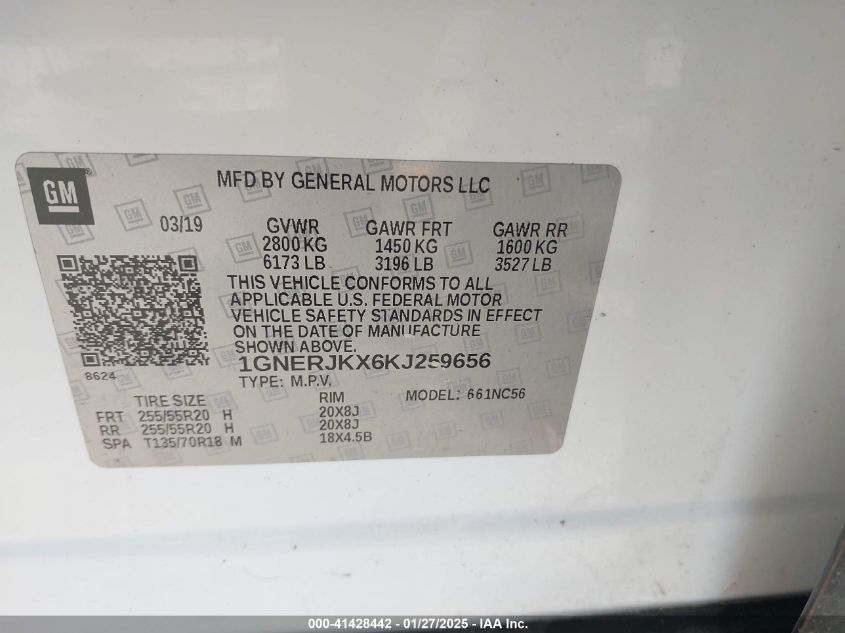 GM
MFD BY GENERAL MOTORS LLC
03/19
GVWR GAWR FRT GAWR RR
2800 KG 1450 KG 1600 KG
6173 LB 3196 LB 3527 LB
THIS VEHICLE CONFORMS TO ALL
APPLICABLE U.S. FEDERAL MOTOR
VEHICLE SAFETY STANDARDS IN EFFECT
ON THE DATE OF MANUFACTURE
SHOWN ABOVE.
8624
1GNERJKX6KJ259656
TYPE: M.P.V.
MODEL: 661NC56
TIRE SIZE RIM
FRT 255/55R20 H 20X8J
RR 255/55R20 H 20X8J
SPA T135/70R18 M 18X4.5B
000-41428442 - 01/27/2025 - IAA Inc.